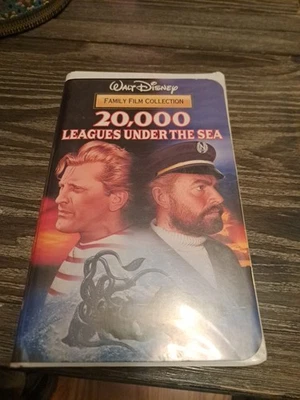 Walt Disney
FAMILY FILM COLLECTION
20,000
LEAGUES UNDER THE SEA